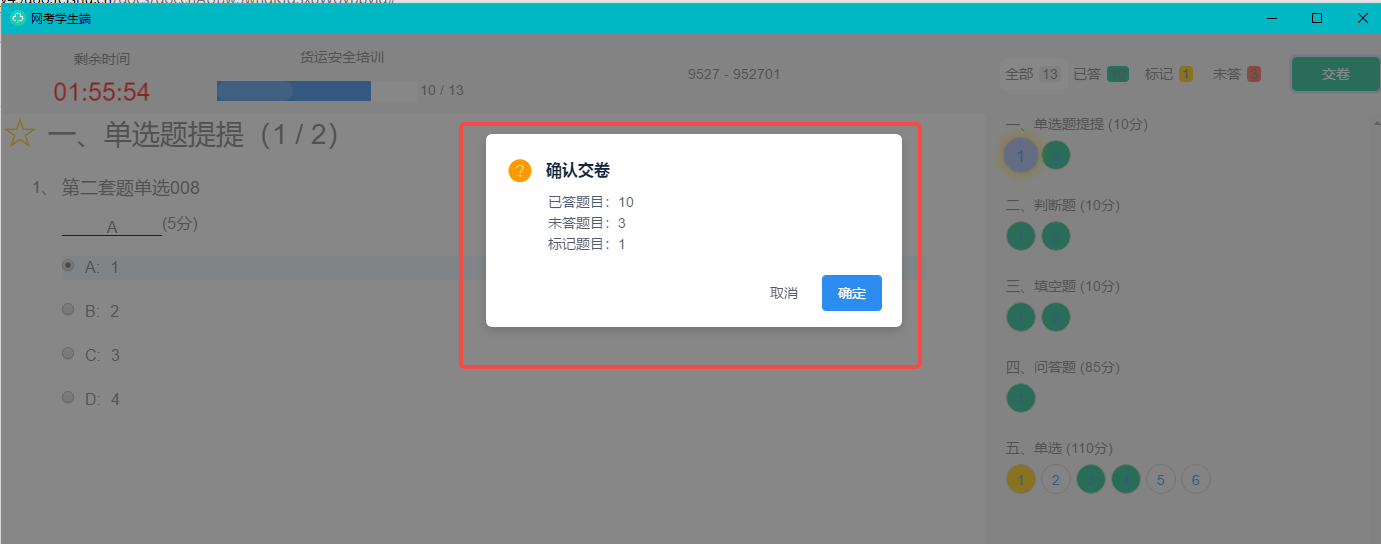 网考学生端
剩余时间
01:55:54
货运安全培训
10 / 13
9527 - 952701
全部 13
已答
标记 1
未答 3
交卷
一、单选题提提（1 / 2）
1、 第二套题单选008
A (5分)
A: 1
B: 2
C: 3
D: 4
确认交卷
已答题目：10
未答题目：3
标记题目：1
取消
确定
一、单选题提提 (10分)
1
二、判断题 (10分)
三、填空题 (10分)
四、问答题 (85分)
五、单选 (110分)
1 2 5 6